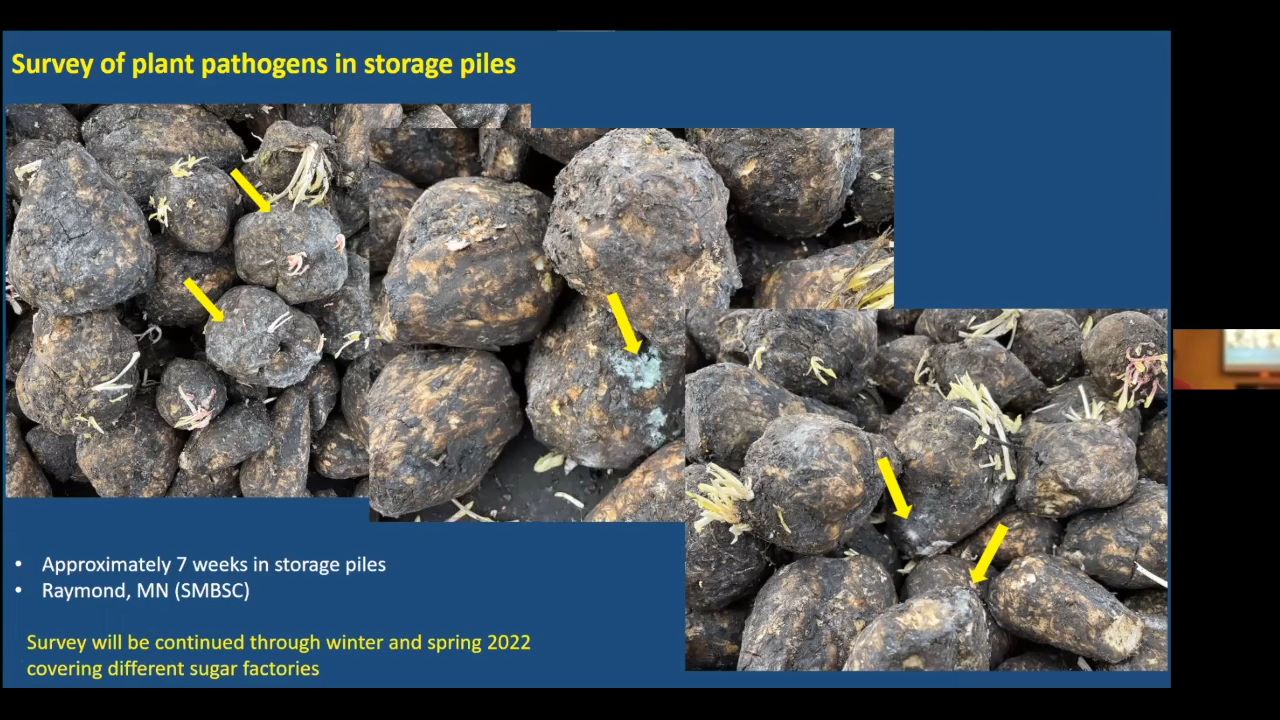 Survey of plant pathogens in storage piles
• Approximately 7 weeks in storage piles
• Raymond, MN (SMBSC)
Survey will be continued through winter and spring 2022
covering different sugar factories